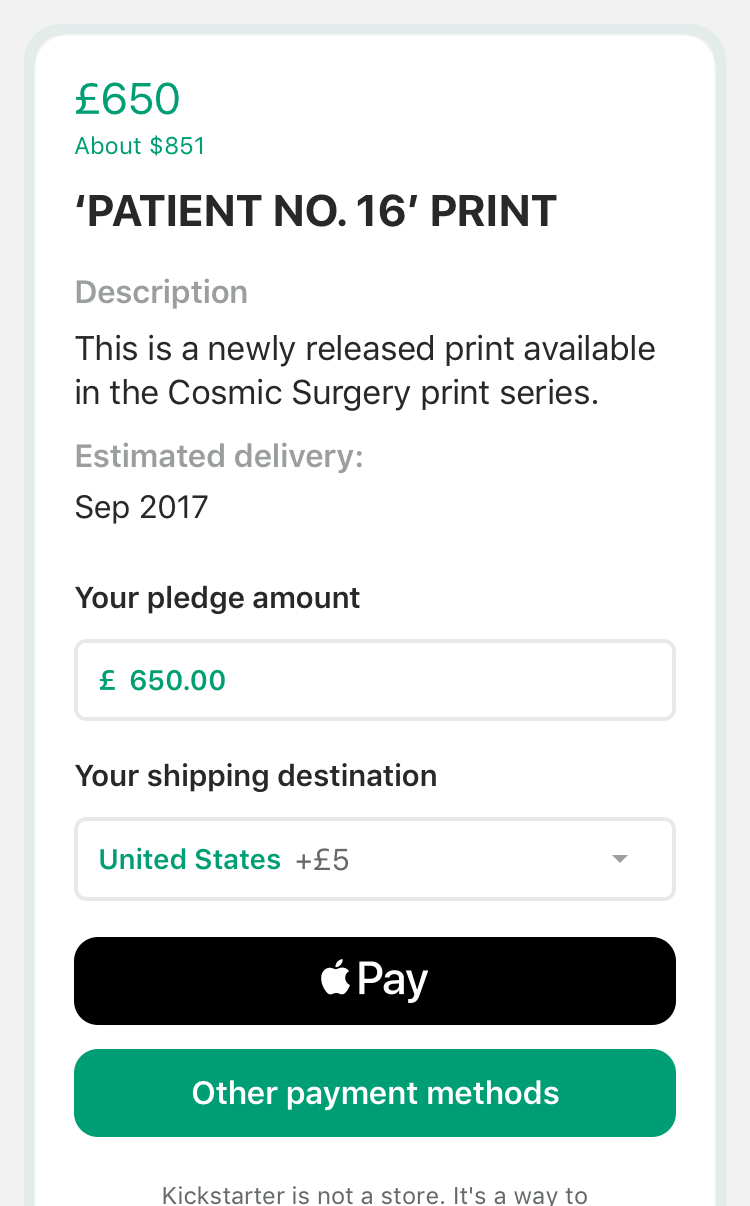 £650
About $851
‘PATIENT NO. 16’ PRINT
Description
This is a newly released print available
in the Cosmic Surgery print series.
Estimated delivery:
Sep 2017
Your pledge amount
£ 650.00
Your shipping destination
United States +£5
Pay
Other payment methods
Kickstarter is not a store. It's a way to